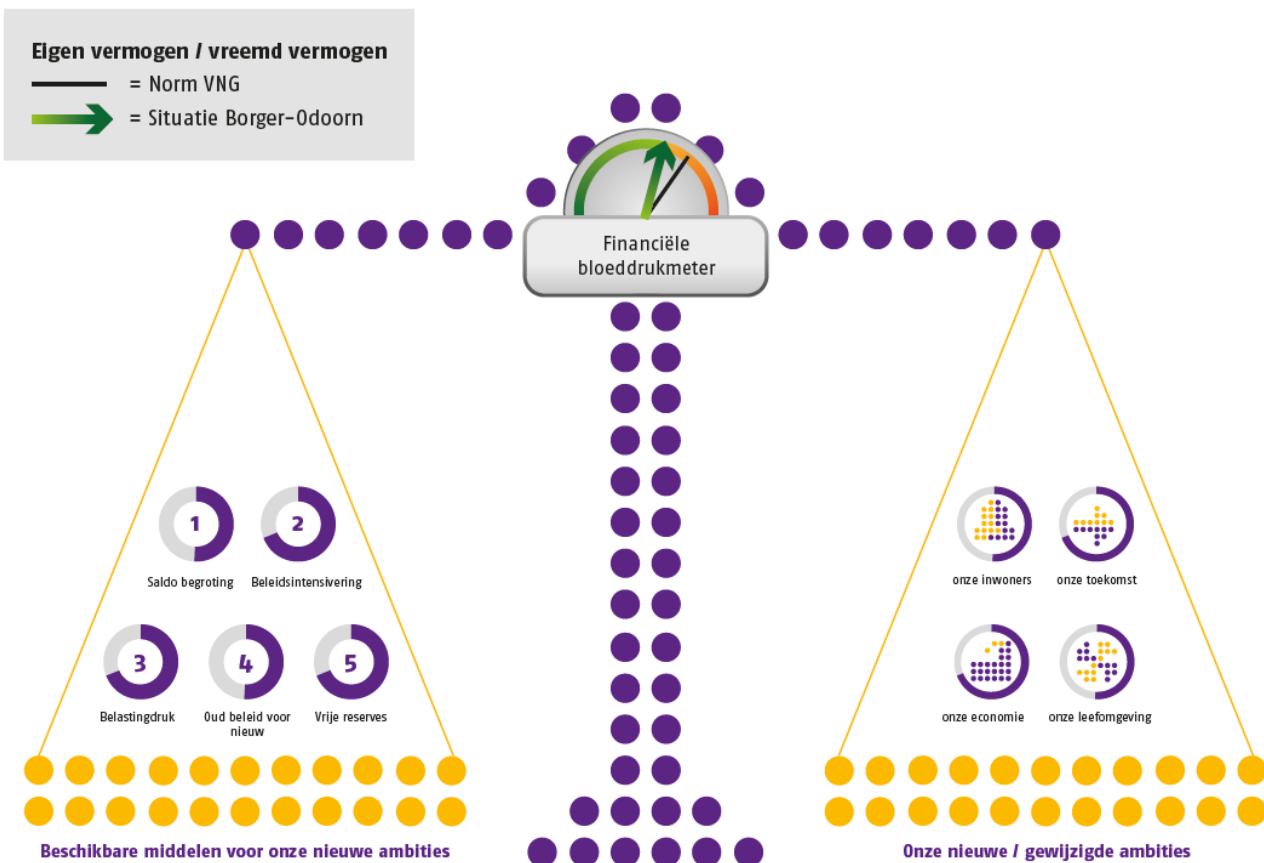 Eigen vermogen / vreemd vermogen
= Norm VNG
= Situatie Borger-Odoorn
Financiële
bloeddrukmeter
1
2
Saldo begroting
Beleidsintensivering
3
4
5
Belastingdruk
Oud beleid voor
nieuw
Vrije reserves
onze inwoners
onze toekomst
onze economie
onze leefomgeving
Beschikbare middelen voor onze nieuwe ambities
Onze nieuwe / gewijzigde ambities